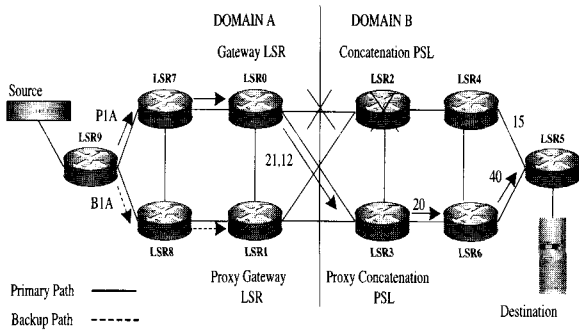 DOMAIN A
DOMAIN B
Gateway LSR
Concatenation PSL
Source
LSR7
LSR0
LSR2
LSR4
P1A
15
LSR9
LSR5
21,12
40
B1A
20
LSR8
LSR1
LSR3
LSR6
Proxy Gateway
LSR
Proxy Concatenation
PSL
Primary Path
Backup Path
Destination